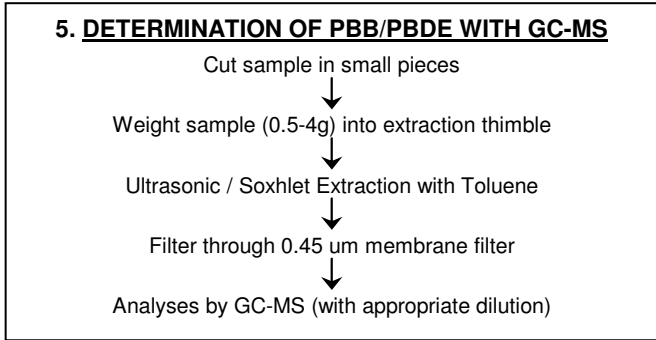 5. DETERMINATION OF PBB/PBDE WITH GC-MS
Cut sample in small pieces
Weight sample (0.5-4g) into extraction thimble
Ultrasonic / Soxhlet Extraction with Toluene
Filter through 0.45 um membrane filter
Analyses by GC-MS (with appropriate dilution)